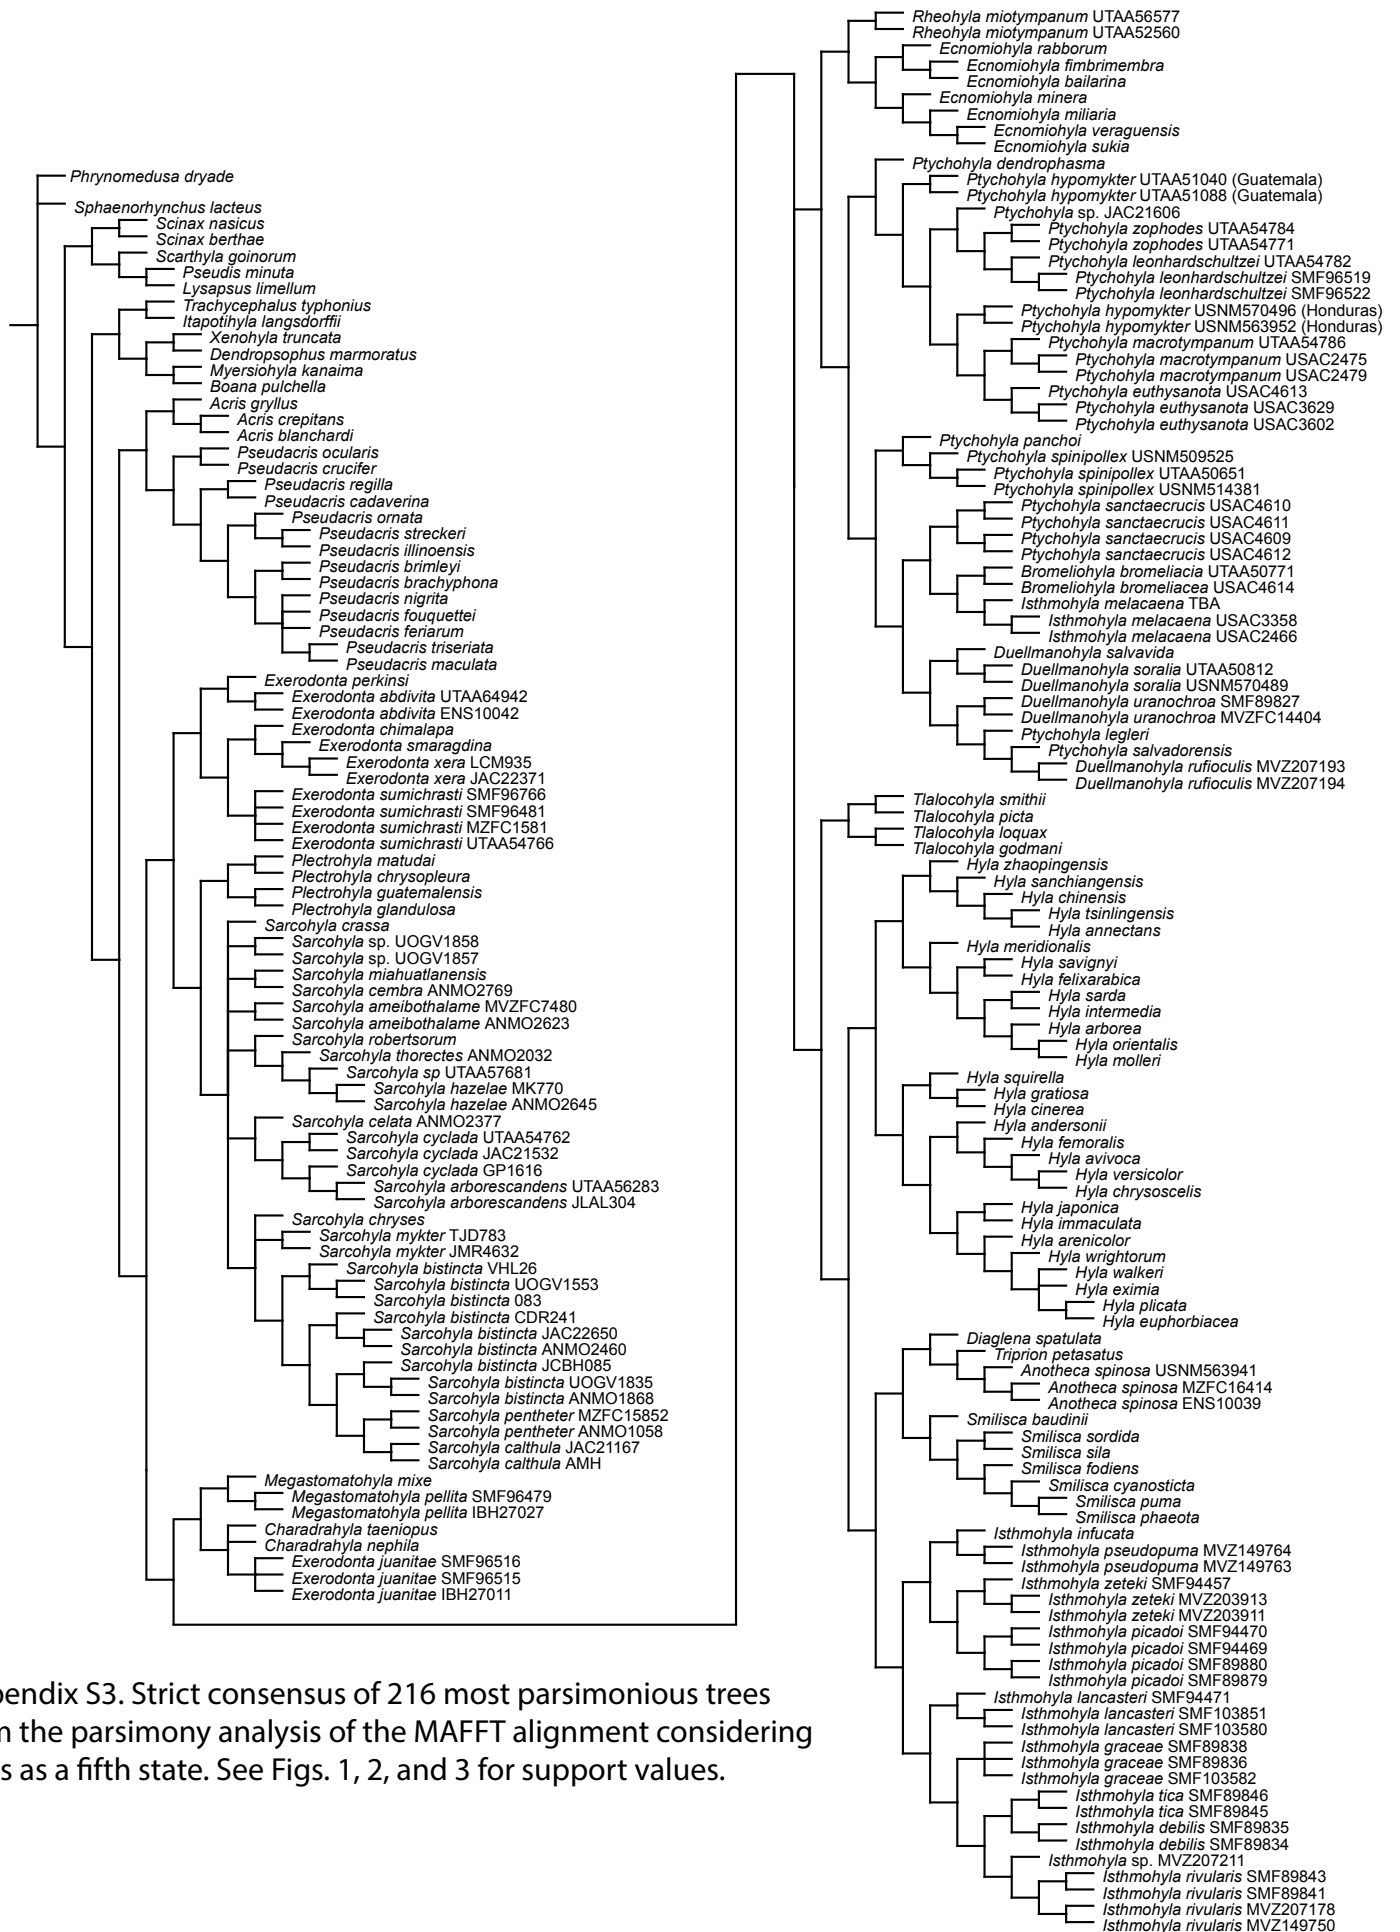 Phrynomedusa dryade
Sphaenorhynchus lacteus
Scinax nasicus
Scinax berthae
Scarthyla goinorum
Pseudis minuta
Lysapsus limellum
Trachycephalus typhonius
Itapotihyla langsdorffii
Xenohyla truncata
Dendropsophus marmoratus
Myersiohyla kanaima
Boana pulchella
Acris gryllus
Acris crepitans
Acris blanchardi
Pseudacris ocularis
Pseudacris crucifer
Pseudacris regilla
Pseudacris cadaverina
Pseudacris ornata
Pseudacris streckeri
Pseudacris illinoensis
Pseudacris brimleyi
Pseudacris brachyphona
Pseudacris nigrita
Pseudacris fouquettei
Pseudacris feriarum
Pseudacris triseriata
Pseudacris maculata
Exerodonta perkinsi
Exerodonta abdivita UTAA64942
Exerodonta abdivita ENS10042
Exerodonta chimalapa
Exerodonta smaragdina
Exerodonta xera LCM935
Exerodonta xera JAC22371
Exerodonta sumichrasti SMF96766
Exerodonta sumichrasti SMF96481
Exerodonta sumichrasti MZFC1581
Exerodonta sumichrasti UTAA54766
Plectrohyla matudai
Plectrohyla chrysopleura
Plectrohyla guatemalensis
Plectrohyla glandulosa
Sarcohyla crassa
Sarcohyla sp. UOGV1858
Sarcohyla sp. UOGV1857
Sarcohyla miahuatlanensis
Sarcohyla cembra ANMO2769
Sarcohyla ameibothalame MVZFC7480
Sarcohyla ameibothalame ANMO2623
Sarcohyla robertsorum
Sarcohyla thorectes ANMO2032
Sarcohyla sp UTAA57681
Sarcohyla hazelae MK770
Sarcohyla hazelae ANMO2645
Sarcohyla celata ANMO2377
Sarcohyla cyclada UTAA54762
Sarcohyla cyclada JAC21532
Sarcohyla cyclada GP1616
Sarcohyla arborescandens UTAA56283
Sarcohyla arborescandens JLAL304
Sarcohyla chryses
Sarcohyla mykter TJD783
Sarcohyla mykter JMR4632
Sarcohyla bistincta VHL26
Sarcohyla bistincta UOGV1553
Sarcohyla bistincta 083
Sarcohyla bistincta CDR241
Sarcohyla bistincta JAC22650
Sarcohyla bistincta ANMO2460
Sarcohyla bistincta JCBH085
Sarcohyla bistincta UOGV1835
Sarcohyla bistincta ANMO1868
Sarcohyla pentheter MZFC15852
Sarcohyla pentheter ANMO1058
Sarcohyla calthula JAC21167
Sarcohyla calthula AMH
Megastomatohyla mixe
Megastomatohyla pellita SMF96479
Megastomatohyla pellita IBH27027
Charadrahyla taeniopus
Charadrahyla nephila
Exerodonta juanitae SMF96516
Exerodonta juanitae SMF96515
Exerodonta juanitae IBH27011
Rheohyla miotympanum UTAA56577
Rheohyla miotympanum UTAA52560
Ecnomiohyla rabborum
Ecnomiohyla fimbrimembra
Ecnomiohyla bailarina
Ecnomiohyla minera
Ecnomiohyla miliaria
Ecnomiohyla veraguensis
Ecnomiohyla sukia
Ptychohyla dendrophasma
Ptychohyla hypomykter UTAA51040 (Guatemala)
Ptychohyla hypomykter UTAA51088 (Guatemala)
Ptychohyla sp. JAC21606
Ptychohyla zophodes UTAA54784
Ptychohyla zophodes UTAA54771
Ptychohyla leonhardschultzei UTAA54782
Ptychohyla leonhardschultzei SMF96519
Ptychohyla leonhardschultzei SMF96522
Ptychohyla hypomykter USNM570496 (Honduras)
Ptychohyla hypomykter USNM563952 (Honduras)
Ptychohyla macrotympanum UTAA54786
Ptychohyla macrotympanum USAC2475
Ptychohyla macrotympanum USAC2479
Ptychohyla euthysanota USAC4613
Ptychohyla euthysanota USAC3629
Ptychohyla euthysanota USAC3602
Ptychohyla panchoi
Ptychohyla spinipollex USNM509525
Ptychohyla spinipollex UTAA50651
Ptychohyla spinipollex USNM514381
Ptychohyla sanctaecrucis USAC4610
Ptychohyla sanctaecrucis USAC4611
Ptychohyla sanctaecrucis USAC4609
Ptychohyla sanctaecrucis USAC4612
Bromeliohyla bromeliacia UTAA50771
Bromeliohyla bromeliacea USAC4614
Isthmohyla melacaena TBA
Isthmohyla melacaena USAC3358
Isthmohyla melacaena USAC2466
Duellmanohyla salvavida
Duellmanohyla soralia UTAA50812
Duellmanohyla soralia USNM570489
Duellmanohyla uranochroa SMF89827
Duellmanohyla uranochroa MVZFC14404
Ptychohyla legleri
Ptychohyla salvadorensis
Duellmanohyla rufioculis MVZ207193
Duellmanohyla rufioculis MVZ207194
Tlalocohyla smithii
Tlalocohyla picta
Tlalocohyla loquax
Tlalocohyla godmani
Hyla zhaopingensis
Hyla sanchiangensis
Hyla chinensis
Hyla tsinlingensis
Hyla annectans
Hyla meridionalis
Hyla savignyi
Hyla felixarabica
Hyla sarda
Hyla intermedia
Hyla arborea
Hyla orientalis
Hyla molleri
Hyla squirella
Hyla gratiosa
Hyla cinerea
Hyla andersonii
Hyla femoralis
Hyla avivoca
Hyla versicolor
Hyla chrysoscelis
Hyla japonica
Hyla immaculata
Hyla arenicolor
Hyla wrightorum
Hyla walkeri
Hyla eximia
Hyla plicata
Hyla euphorbiacea
Diaglena spatulata
Triprion petasatus
Anotheca spinosa USNM563941
Anotheca spinosa MZFC16414
Anotheca spinosa ENS10039
Smilisca baudinii
Smilisca sordida
Smilisca sila
Smilisca fodiens
Smilisca cyanosticta
Smilisca puma
Smilisca phaeota
Isthmohyla infucata
Isthmohyla pseudopuma MVZ149764
Isthmohyla pseudopuma MVZ149763
Isthmohyla zeteki SMF94457
Isthmohyla zeteki MVZ203913
Isthmohyla zeteki MVZ203911
Isthmohyla picadoi SMF94470
Isthmohyla picadoi SMF94469
Isthmohyla picadoi SMF89880
Isthmohyla picadoi SMF89879
Isthmohyla lancasteri SMF94471
Isthmohyla lancasteri SMF103851
Isthmohyla lancasteri SMF103580
Isthmohyla graceae SMF89838
Isthmohyla graceae SMF89836
Isthmohyla graceae SMF103582
Isthmohyla tica SMF89846
Isthmohyla tica SMF89845
Isthmohyla debilis SMF89835
Isthmohyla debilis SMF89834
Isthmohyla sp. MVZ207211
Isthmohyla rivularis SMF89843
Isthmohyla rivularis SMF89841
Isthmohyla rivularis MVZ207178
Isthmohyla rivularis MVZ149750
pendix S3. Strict consensus of 216 most parsimonious trees
m the parsimony analysis of the MAFFT alignment considering
s as a fifth state. See Figs. 1, 2, and 3 for support values.